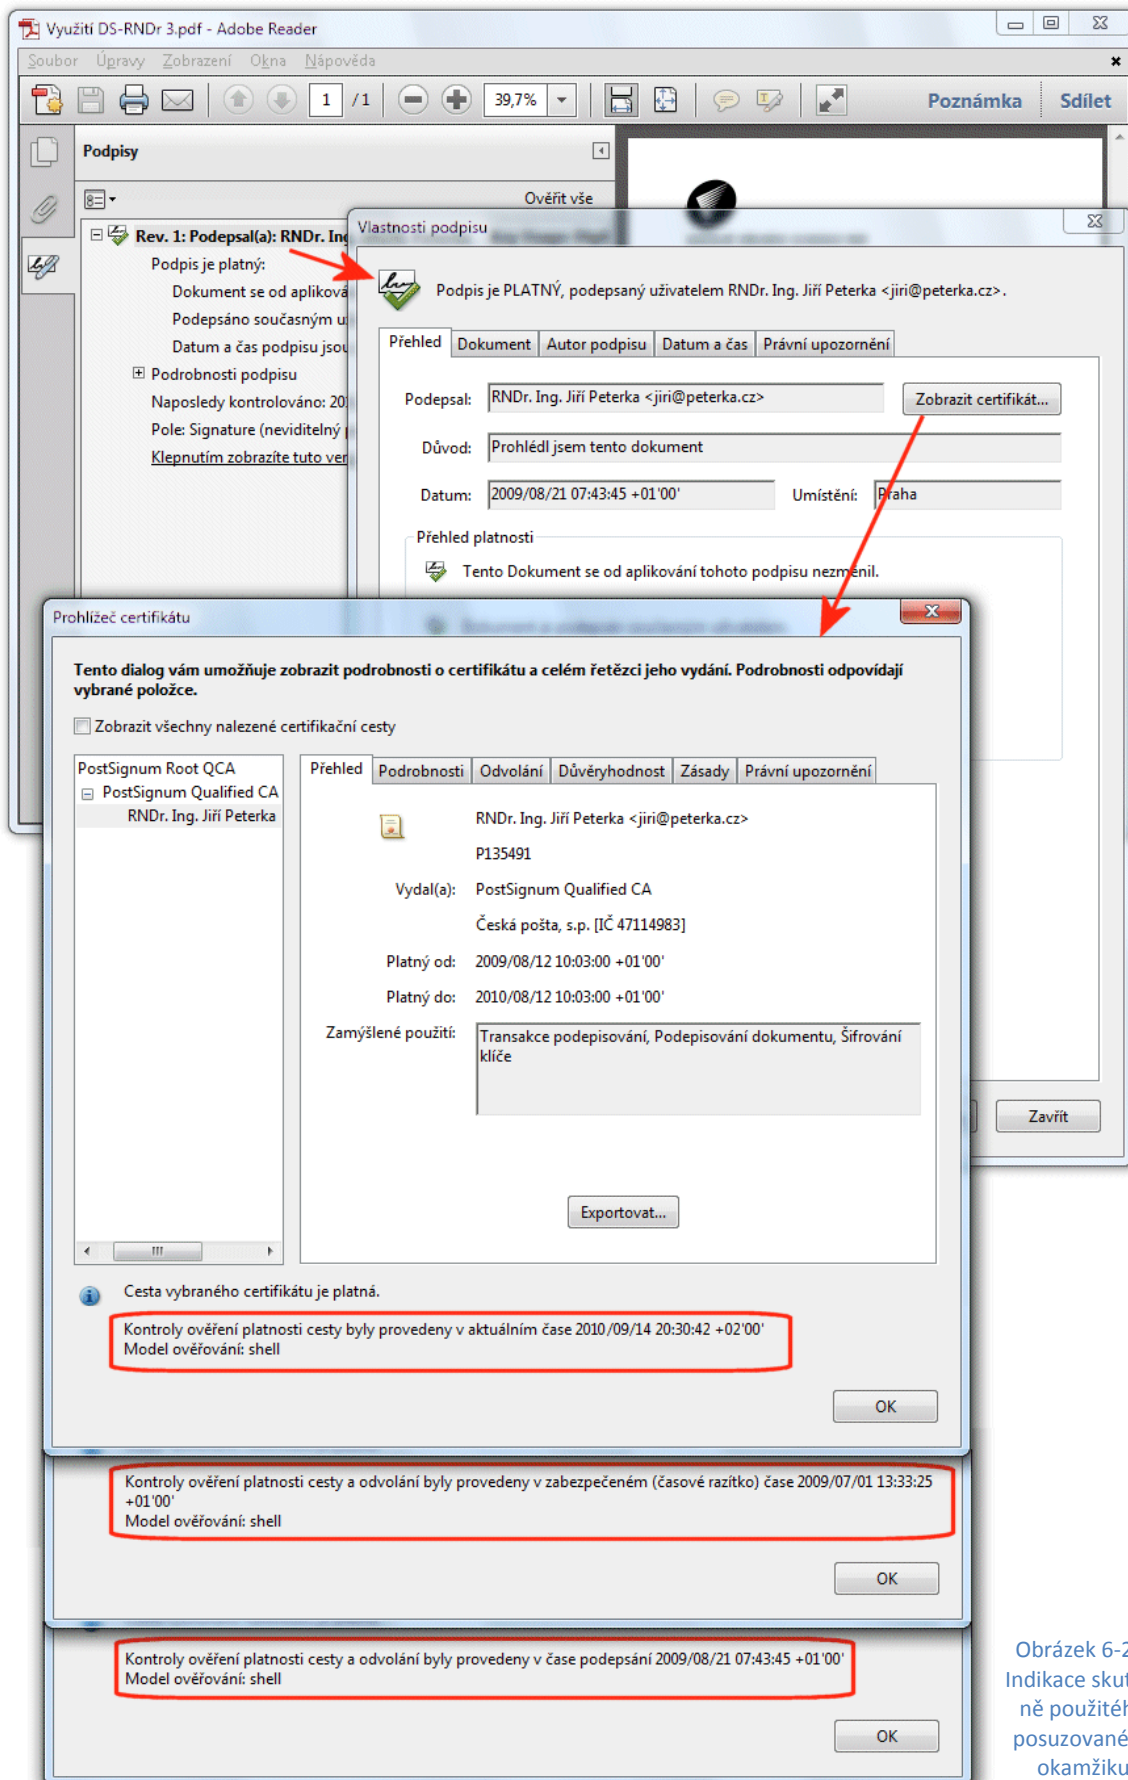 Využití DS-RNDr 3.pdf - Adobe Reader
Soubor Úpravy Zobrazení Okna Nápověda
1 /1 39,7% Poznámka Sdílet
Podpisy
Ověřit vše
Rev. 1: Podepsal(a): RNDr. Ing
Podpis je platný:
Dokument se od apliková
Podepsáno současným u
Datum a čas podpisu jsou
Podrobnosti podpisu
Naposledy kontrolováno: 20
Pole: Signature (neviditelný
Klepnutím zobrazíte tuto ver
Vlastnosti podpisu
Podpis je PLATNÝ, podepsaný uživatelem RNDr. Ing. Jiří Peterka <jiri@peterka.cz>.
Přehled Dokument Autor podpisu Datum a čas Právní upozornění
Podepsal: RNDr. Ing. Jiří Peterka <jiri@peterka.cz> Zobrazit certifikát...
Důvod: Prohlédl jsem tento dokument
Datum: 2009/08/21 07:43:45 +01'00' Umístění: Praha
Přehled platnosti
Tento Dokument se od aplikování tohoto podpisu nezměnil.
Zavřít
Prohlížeč certifikátu
Tento dialog vám umožňuje zobrazit podrobnosti o certifikátu a celém řetězci jeho vydání. Podrobnosti odpovídají
vybrané položce.
Zobrazit všechny nalezené certifikační cesty
PostSignum Root QCA
PostSignum Qualified CA
RNDr. Ing. Jiří Peterka
Přehled Podrobnosti Odvolání Důvěryhodnost Zásady Právní upozornění
RNDr. Ing. Jiří Peterka <jiri@peterka.cz>
P135491
Vydal(a): PostSignum Qualified CA
Česká pošta, s.p. [IČ 47114983]
Platný od: 2009/08/12 10:03:00 +01'00'
Platný do: 2010/08/12 10:03:00 +01'00'
Zamýšlené použití: Transakce podepisování, Podepisování dokumentu, Šifrování
klíče
Exportovat...
Cesta vybraného certifikátu je platná.
Kontroly ověření platnosti cesty byly provedeny v aktuálním čase 2010/09/14 20:30:42 +02'00'
Model ověřování: shell
OK
Kontroly ověření platnosti cesty a odvolání byly provedeny v zabezpečeném (časové razítko) čase 2009/07/01 13:33:25
+01'00'
Model ověřování: shell
OK
Kontroly ověření platnosti cesty a odvolání byly provedeny v čase podepsání 2009/08/21 07:43:45 +01'00'
Model ověřování: shell
OK
Obrázek 6-2
Indikace skut
ně použitéh
posuzované
okamžiku